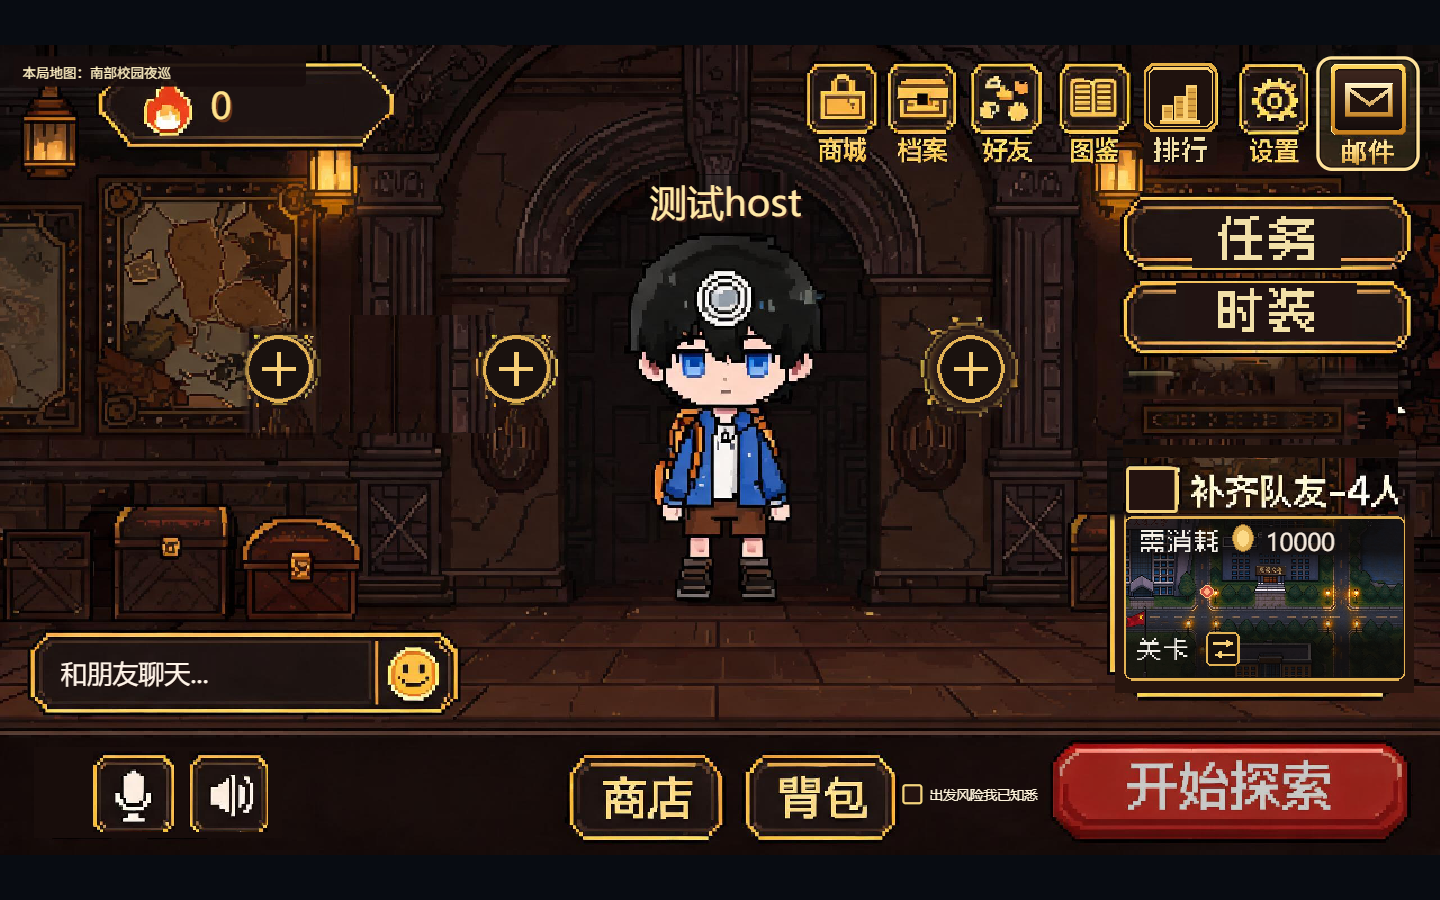 本局地图：南部校园夜巡
0
商城
档案
好友
图鉴
排行
设置
邮件
测试host
任务
时装
补齐队友-4人
需消耗 10000
关卡
和朋友聊天...
商店
背包
出发风险我已知悉
开始探索